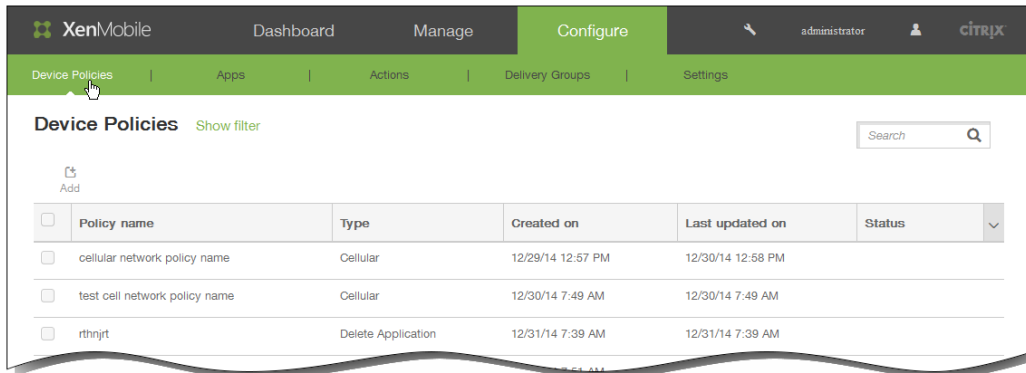 XenMobile Dashboard Manage Configure administrator CITRIX
Device Policies | Apps | Actions | Delivery Groups | Settings
Device Policies Show filter Search
Add
Policy name Type Created on Last updated on Status
cellular network policy name Cellular 12/29/14 12:57 PM 12/30/14 12:58 PM
test cell network policy name Cellular 12/30/14 7:49 AM 12/30/14 7:49 AM
rthnjrt Delete Application 12/31/14 7:39 AM 12/31/14 7:39 AM
7:51 AM